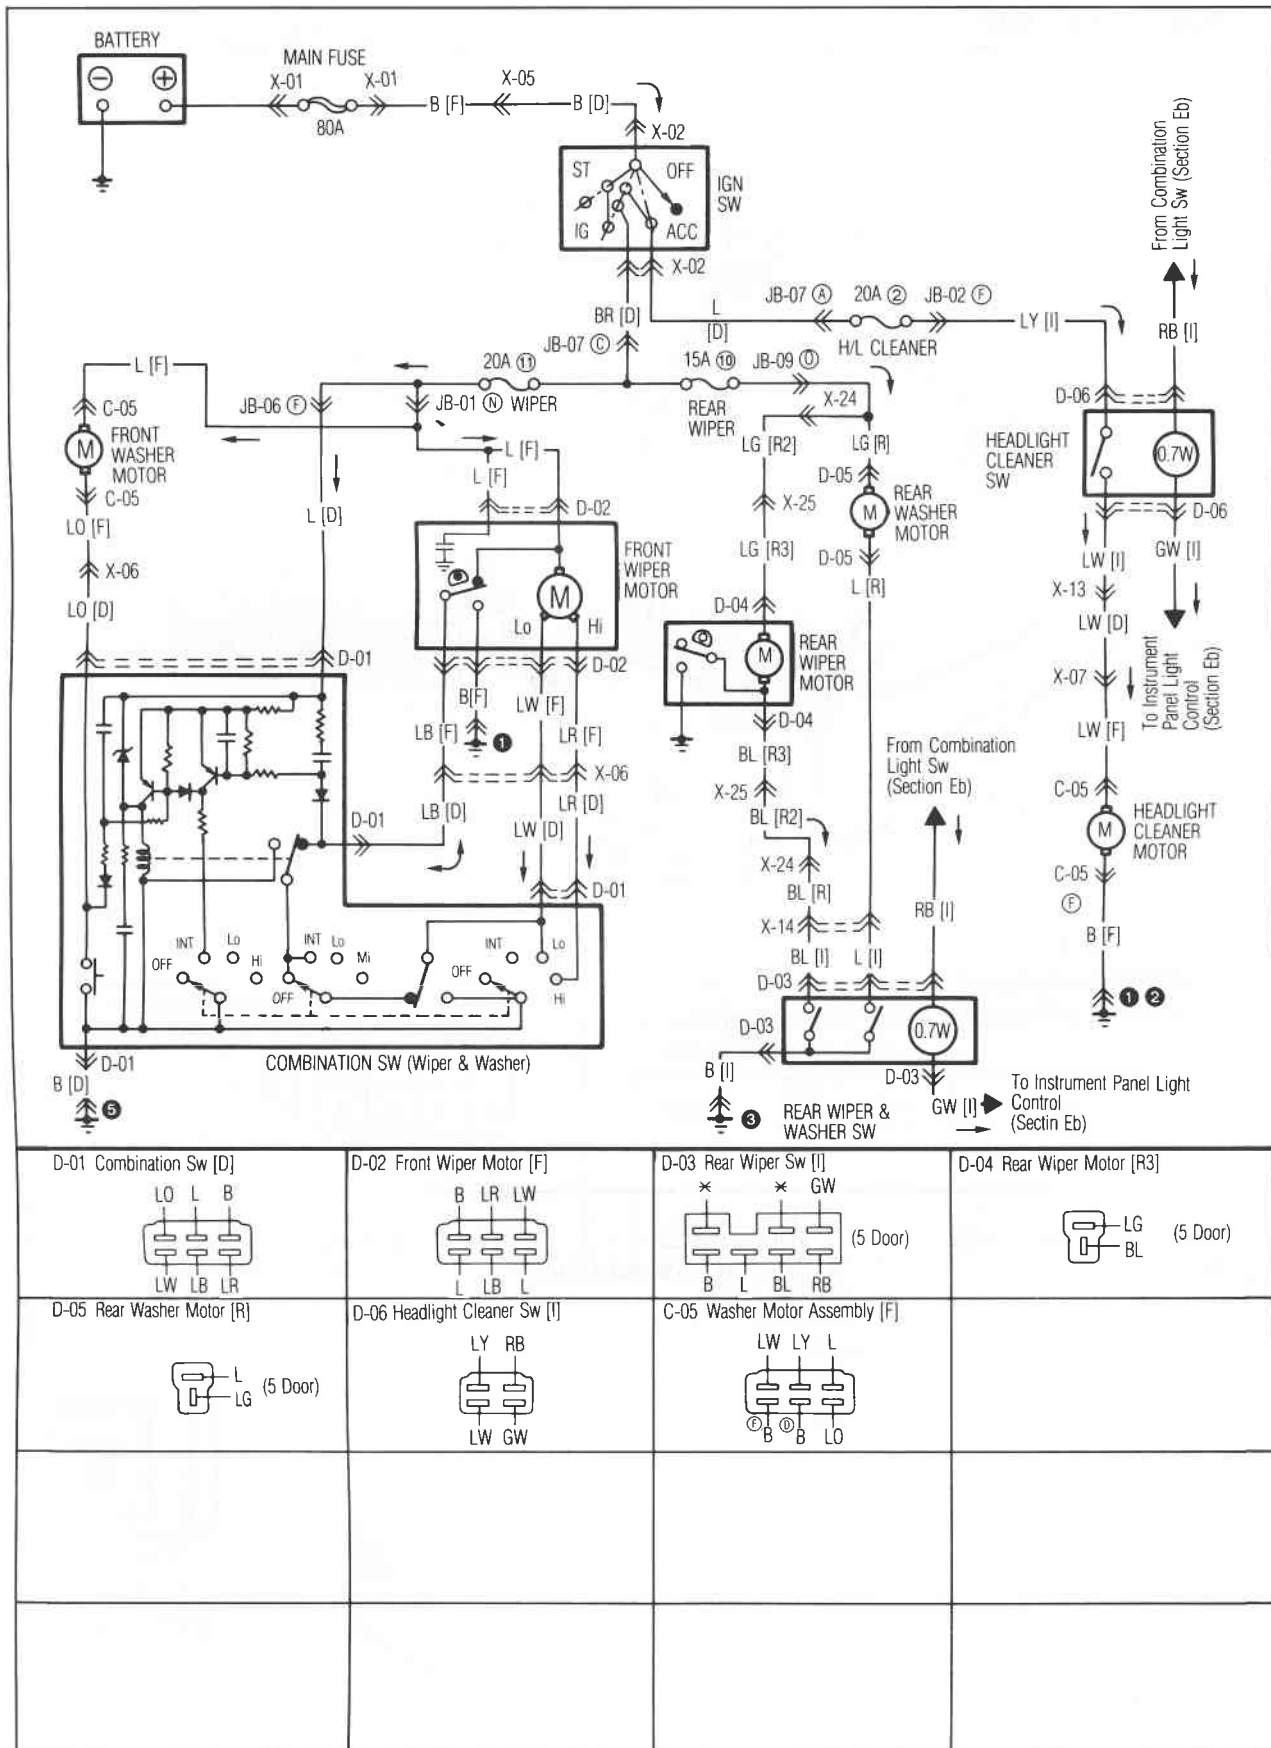 BATTERY
MAIN FUSE
X-01
X-01
80A
B [F]
X-05
B [D]
X-02
ST
OFF
IG
ACC
IGN
SW
X-02
BR [D]
L
[D]
JB-07 Ⓐ
20A ②
JB-02 Ⓕ
H/L CLEANER
LY [I]
From Combination
Light Sw (Section Eb)
RB [I]
JB-07 Ⓒ
20A ⑪
WIPER
15A ⑩
REAR
WIPER
JB-09 Ⓓ
X-24
L [F]
C-05
M
FRONT
WASHER
MOTOR
C-05
LO [F]
X-06
LO [D]
JB-06 Ⓕ
JB-01 Ⓝ
L [F]
L [F]
L [D]
D-02
M
Lo
Hi
FRONT
WIPER
MOTOR
D-02
LB [F]
B[F]
❶
LW [F]
LR [F]
X-06
LB [D]
LW [D]
LR [D]
D-01
D-01
D-01
LG [R2]
X-25
LG [R3]
D-04
M
REAR
WIPER
MOTOR
D-04
BL [R3]
X-25
BL [R2]
X-24
BL [R]
X-14
BL [I]
L [I]
LG [R]
D-05
M
REAR
WASHER
MOTOR
D-05
L [R]
From Combination
Light Sw
(Section Eb)
RB [I]
D-03
D-03
0.7W
D-03
B [I]
❸
REAR WIPER &
WASHER SW
GW [I]
To Instrument Panel Light
Control
(Sectin Eb)
D-06
HEADLIGHT
CLEANER
SW
0.7W
D-06
LW [I]
GW [I]
X-13
LW [D]
X-07
LW [F]
To Instrument
Panel Light
Control
(Section Eb)
C-05
M
HEADLIGHT
CLEANER
MOTOR
C-05
Ⓕ
B [F]
❶ ❷
INT
Lo
Hi
OFF
INT
Lo
Mi
OFF
INT
Lo
Hi
OFF
D-01
B [D]
❺
COMBINATION SW (Wiper & Washer)
D-01 Combination Sw [D]
LO L B
LW LB LR
D-02 Front Wiper Motor [F]
B LR LW
L LB L
D-03 Rear Wiper Sw [I]
* * GW
(5 Door)
B L BL RB
D-04 Rear Wiper Motor [R3]
LG
BL
(5 Door)
D-05 Rear Washer Motor [R]
L
LG
(5 Door)
D-06 Headlight Cleaner Sw [I]
LY RB
LW GW
C-05 Washer Motor Assembly [F]
LW LY L
Ⓕ B Ⓓ B LO